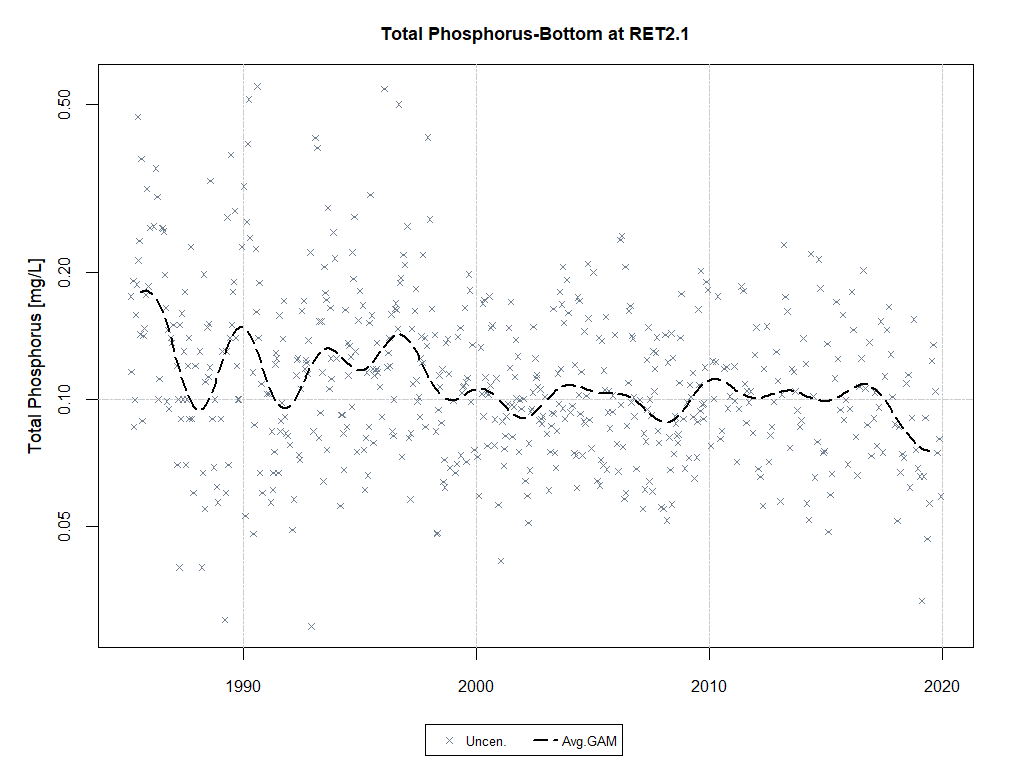 Total Phosphorus-Bottom at RET2.1
Total Phosphorus [mg/L]
0.50
0.20
0.10
0.05
1990 2000 2010 2020
Uncen. Avg.GAM